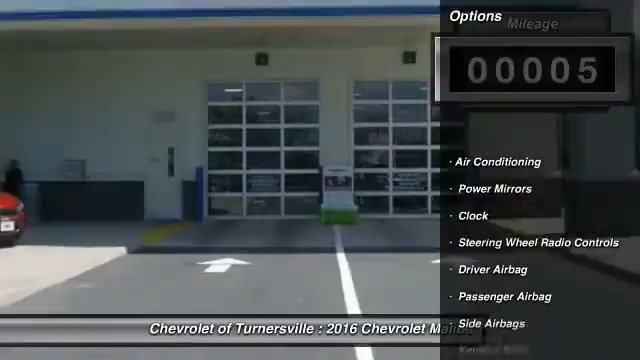 Options
Mileage
00005
· Air Conditioning
· Power Mirrors
· Clock
· Steering Wheel Radio Controls
· Driver Airbag
· Passenger Airbag
· Side Airbags
Chevrolet of Turnersville : 2016 Chevrolet